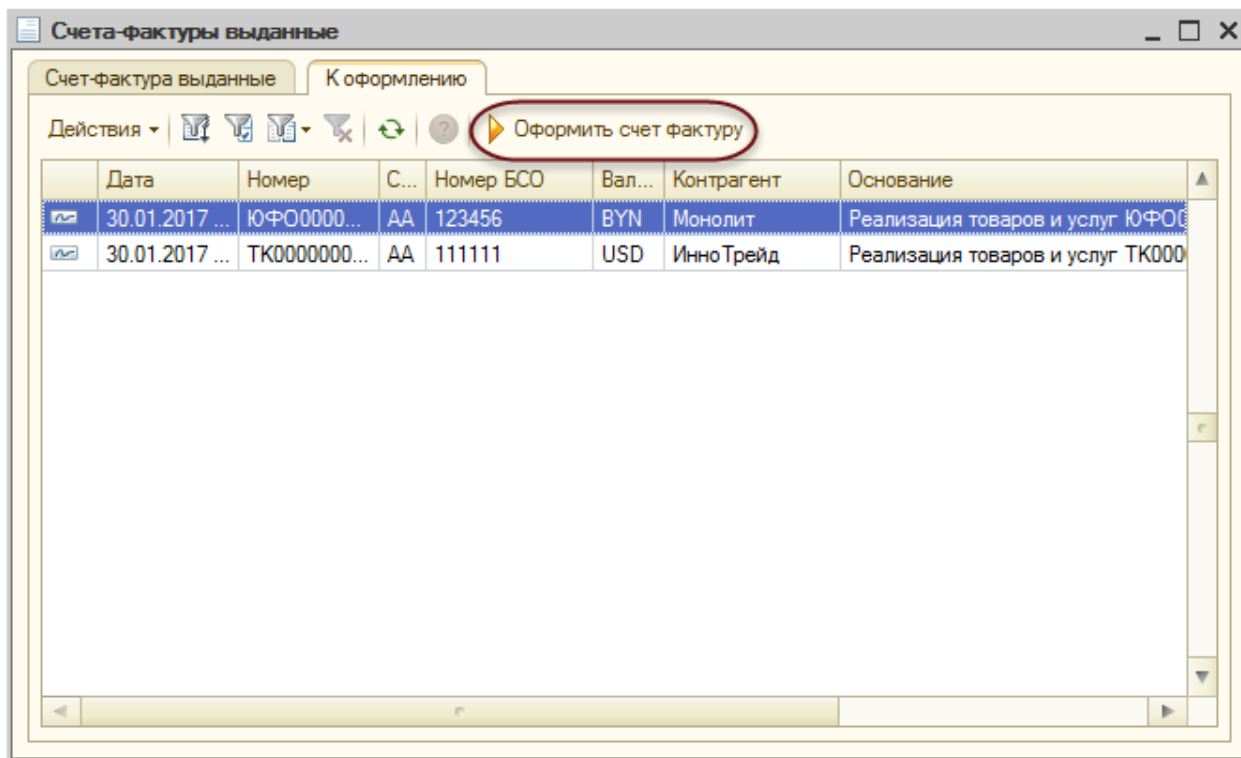 Счета-фактуры выданные
Счет-фактура выданные К оформлению
Действия Оформить счет фактуру
Дата Номер С... Номер БСО Вал... Контрагент Основание
30.01.2017 ... ЮФО0000... АА 123456 BYN Монолит Реализация товаров и услуг ЮФО0
30.01.2017 ... ТК0000000... АА 111111 USD ИнноТрейд Реализация товаров и услуг ТК000